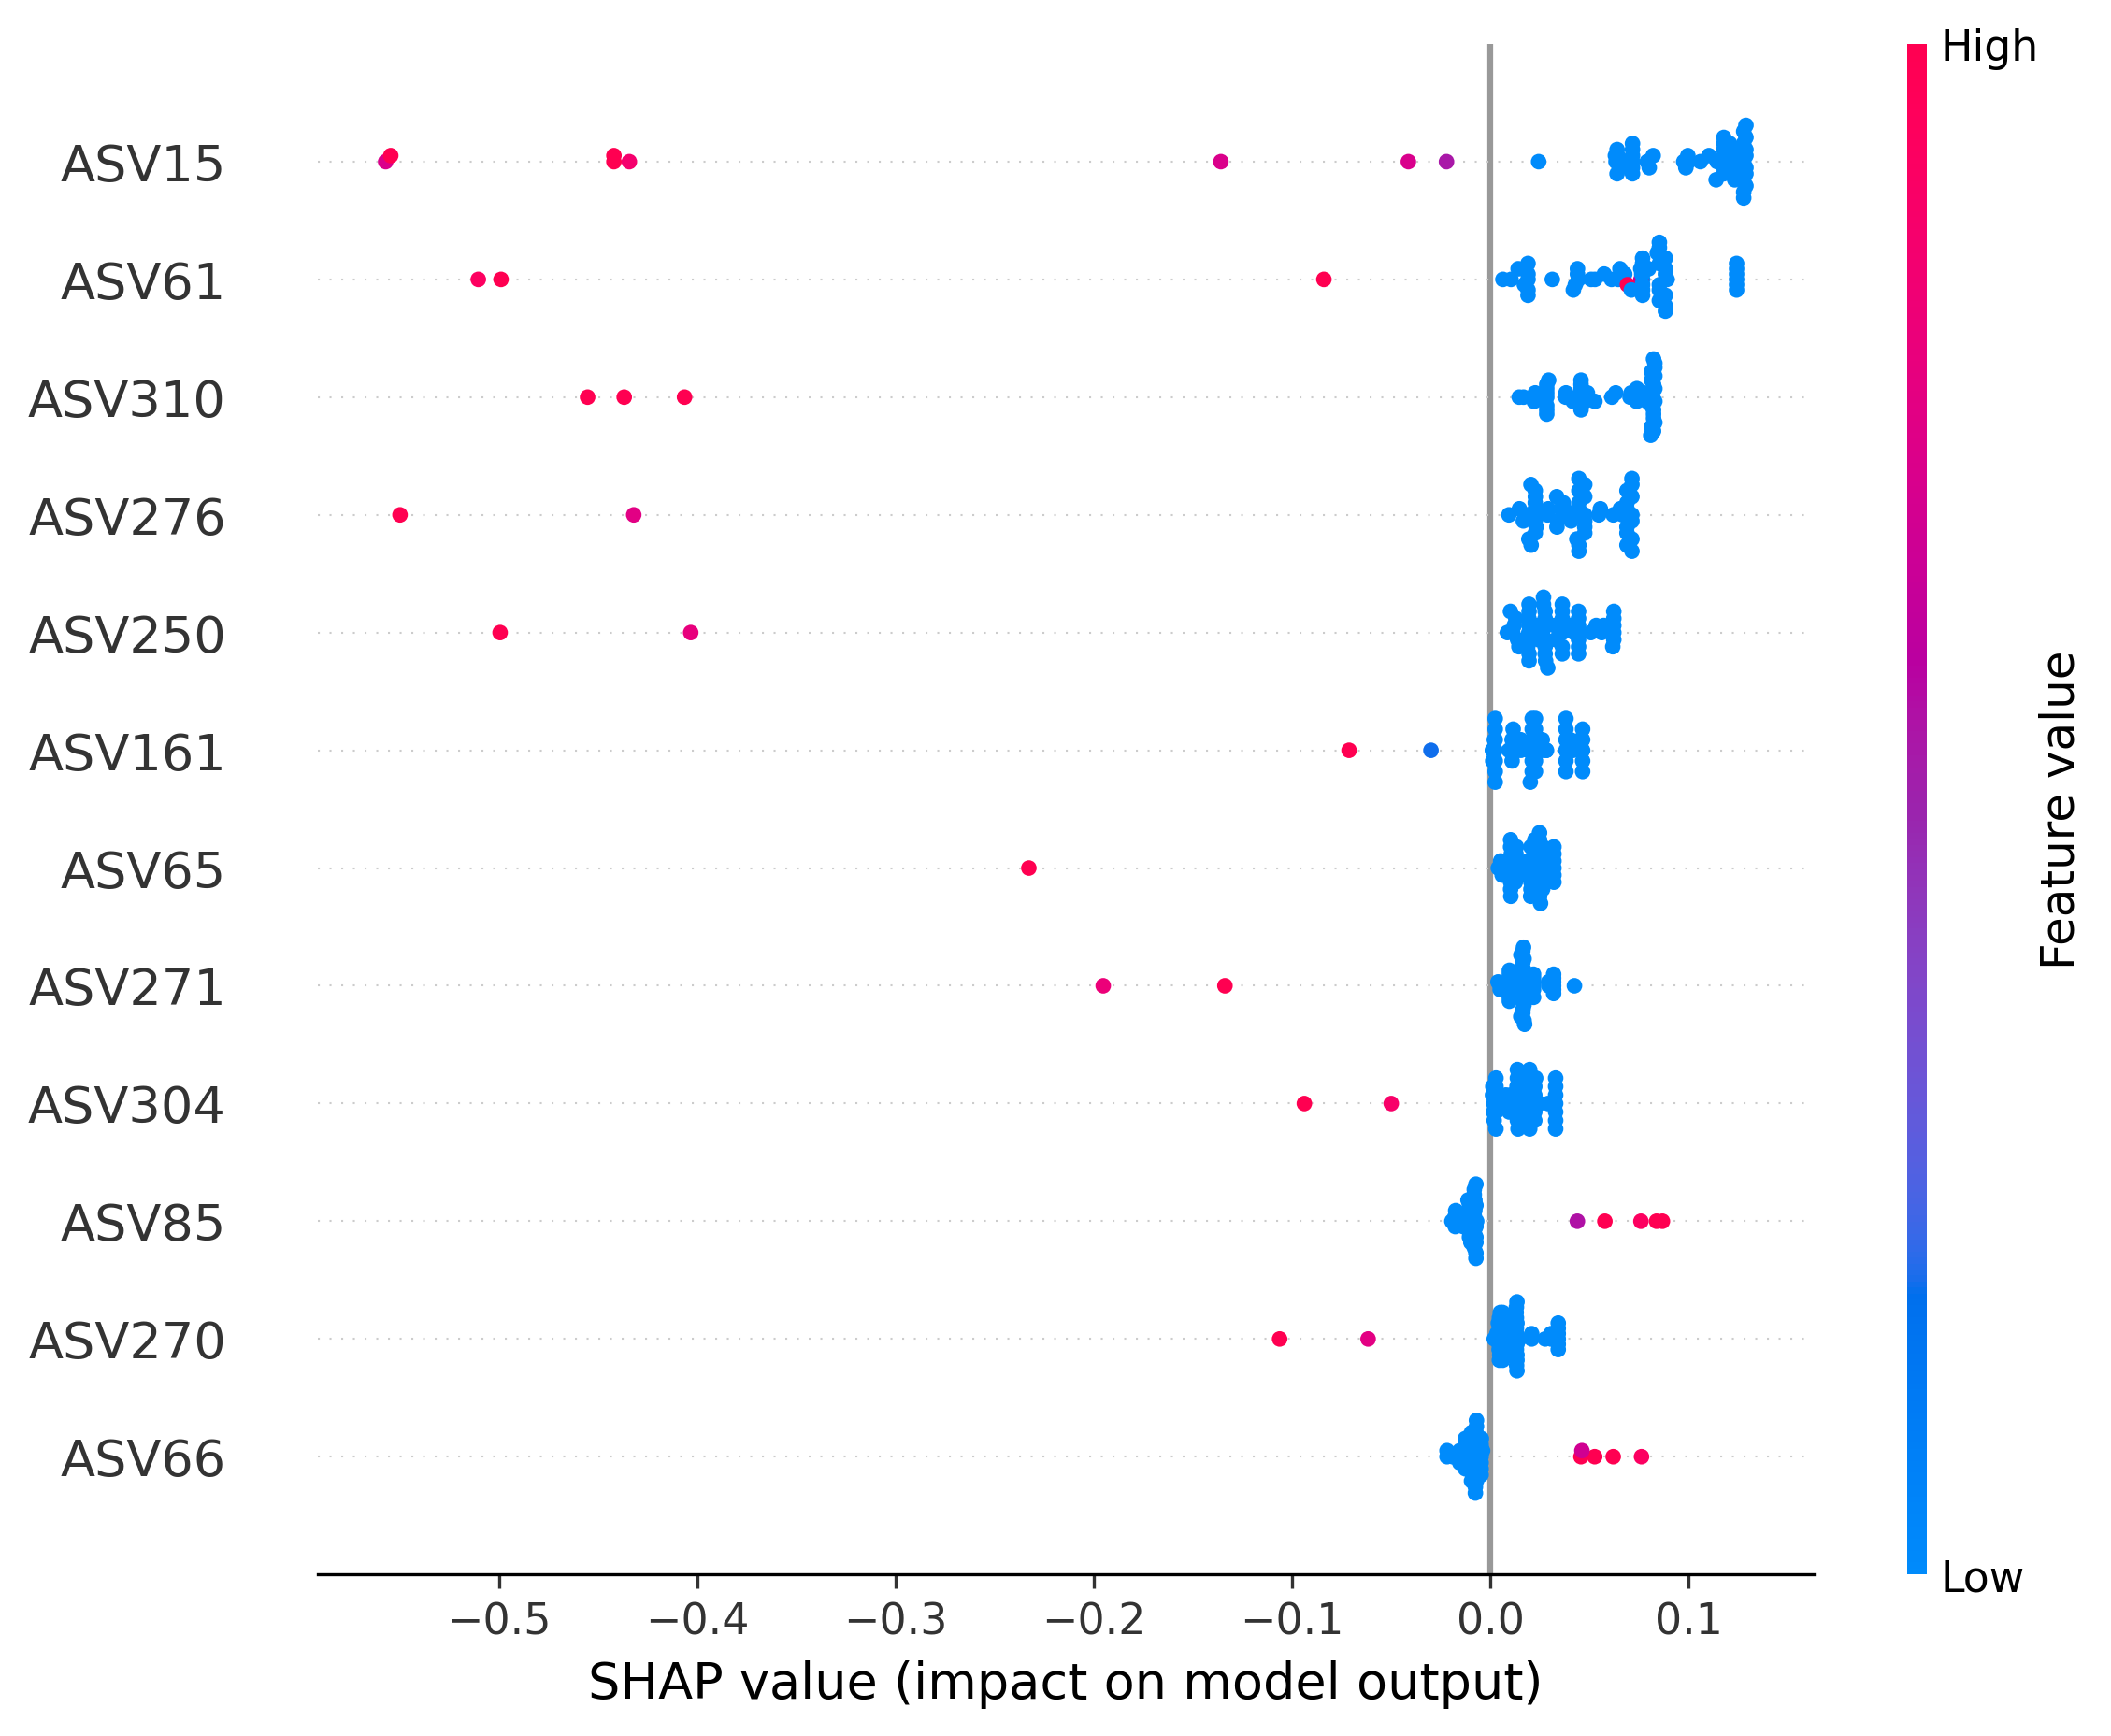 High
ASV15
ASV61
ASV310
ASV276
ASV250
ASV161
ASV65
ASV271
ASV304
ASV85
ASV270
ASV66
Feature value
Low
−0.5 −0.4 −0.3 −0.2 −0.1 0.0 0.1
SHAP value (impact on model output)